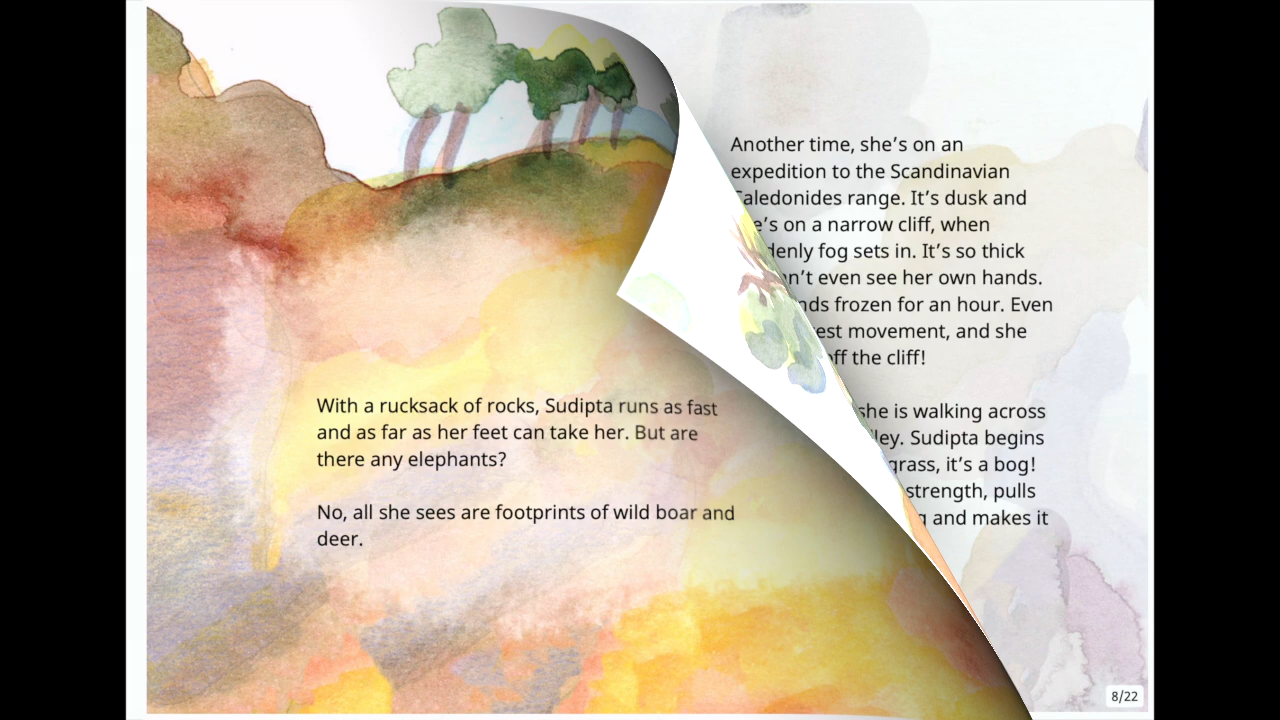 With a rucksack of rocks, Sudipta runs as fast
and as far as her feet can take her. But are
there any elephants?
No, all she sees are footprints of wild boar and
deer.
Another time, she’s on an
expedition to the Scandinavian
range. It’s dusk and
on a narrow cliff, when
fog sets in. It’s so thick
even see her own hands.
frozen for an hour. Even
movement, and she
off the cliff!
she is walking across
Sudipta begins
grass, it’s a bog!
strength, pulls
and makes it
8/22